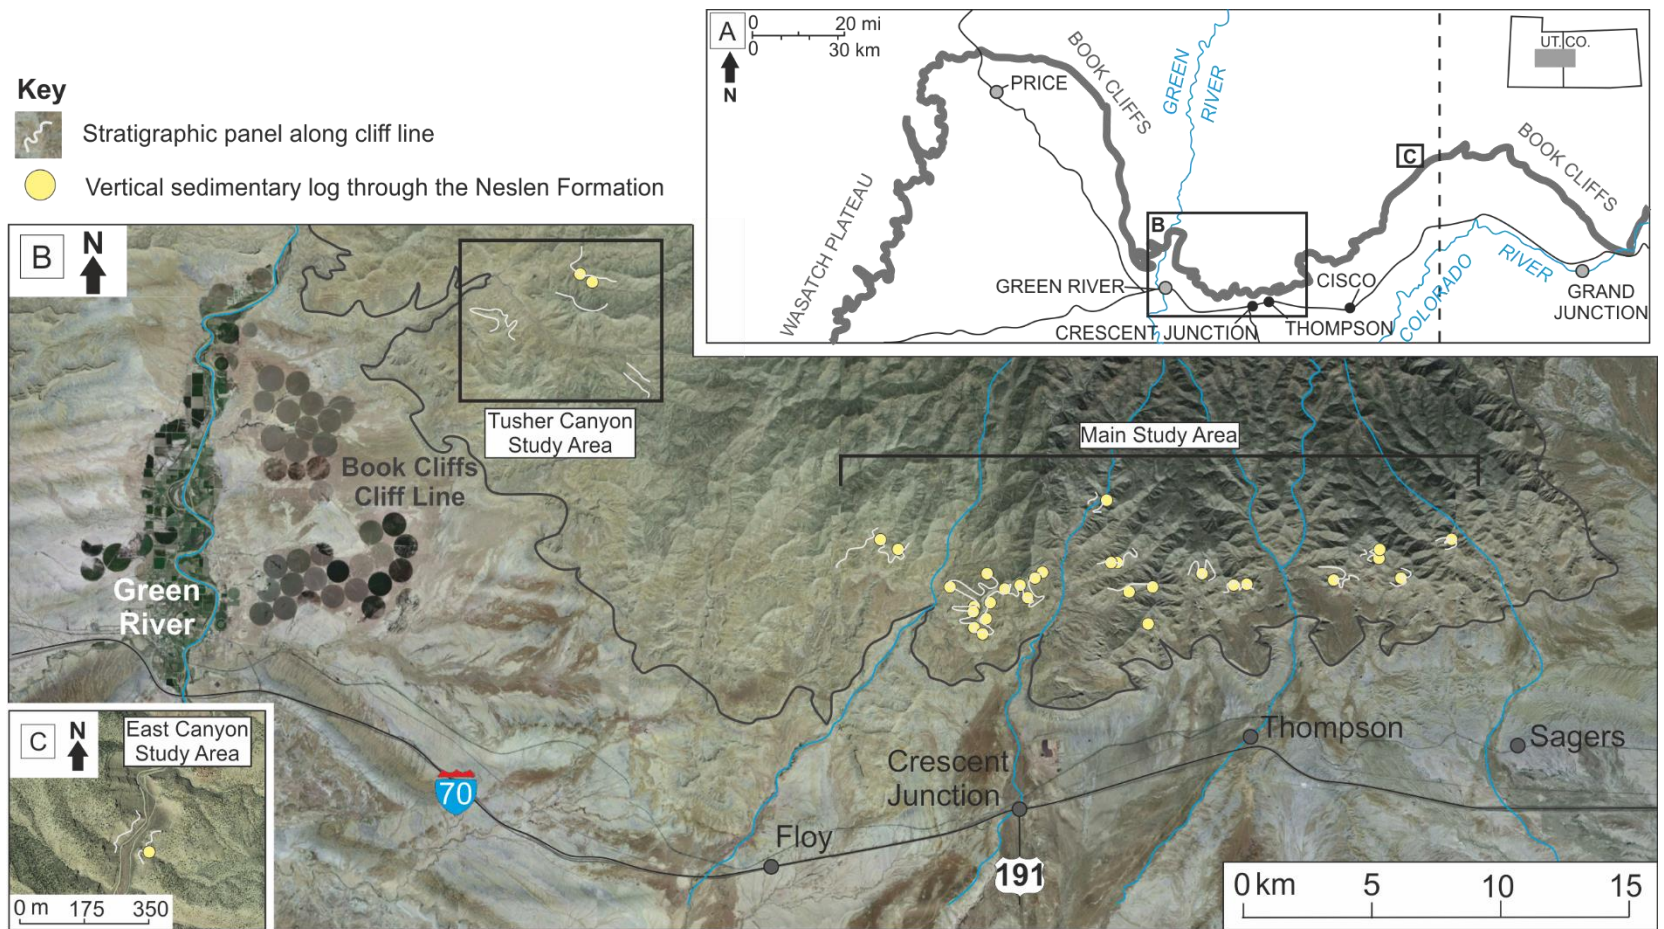 Key
Stratigraphic panel along cliff line
Vertical sedimentary log through the Neslen Formation
A
0 20 mi
0 30 km
N
PRICE
BOOK CLIFFS
GREEN
RIVER
UT. CO.
C
BOOK CLIFFS
WASATCH PLATEAU
B
GREEN RIVER
CISCO
CRESCENT JUNCTION
THOMPSON
COLORADO
RIVER
GRAND
JUNCTION
B
N
Tusher Canyon
Study Area
Main Study Area
Book Cliffs
Cliff Line
Green
River
C
N
East Canyon
Study Area
0 m 175 350
70
Floy
Crescent
Junction
191
Thompson
Sagers
0 km 5 10 15